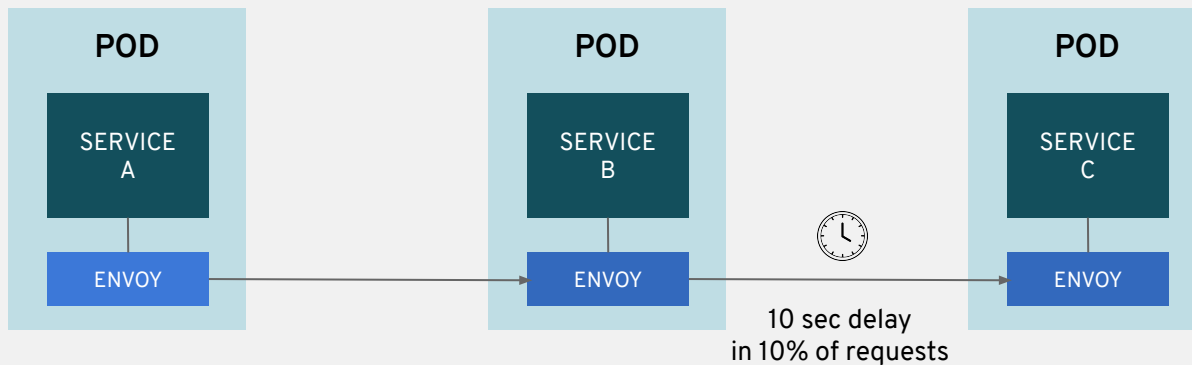 POD
SERVICE
A
ENVOY
POD
SERVICE
B
ENVOY
10 sec delay
in 10% of requests
POD
SERVICE
C
ENVOY